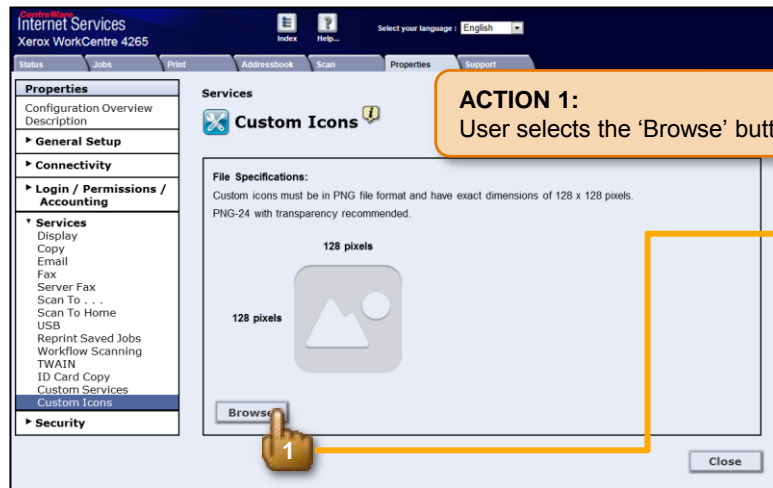 CentreWare
Internet Services
Xerox WorkCentre 4265
Index
Help...
Select your language : English
Status
Jobs
Print
Addressbook
Scan
Properties
Support
Properties
Configuration Overview
Description
General Setup
Connectivity
Login / Permissions /
Accounting
Services
Display
Copy
Email
Fax
Server Fax
Scan To . . .
Scan To Home
USB
Reprint Saved Jobs
Workflow Scanning
TWAIN
ID Card Copy
Custom Services
Custom Icons
Security
Services
Custom Icons
ACTION 1:
User selects the ‘Browse’
File Specifications:
Custom icons must be in PNG file format and have exact dimensions of 128 x 128 pixels.
PNG-24 with transparency recommended.
128 pixels
128 pixels
Browse
1
Close